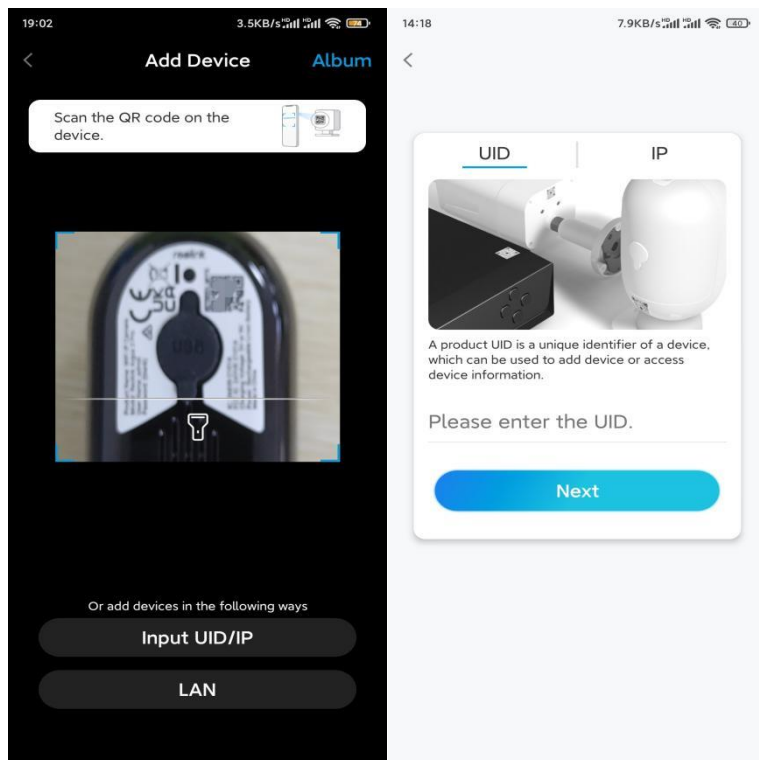 19:02
3.5KB/s
Add Device
Album
Scan the QR code on the
device.
reolink
USB
Or add devices in the following ways
Input UID/IP
LAN
14:18
7.9KB/s
40
UID
IP
A product UID is a unique identifier of a device,
which can be used to add device or access
device information.
Please enter the UID.
Next